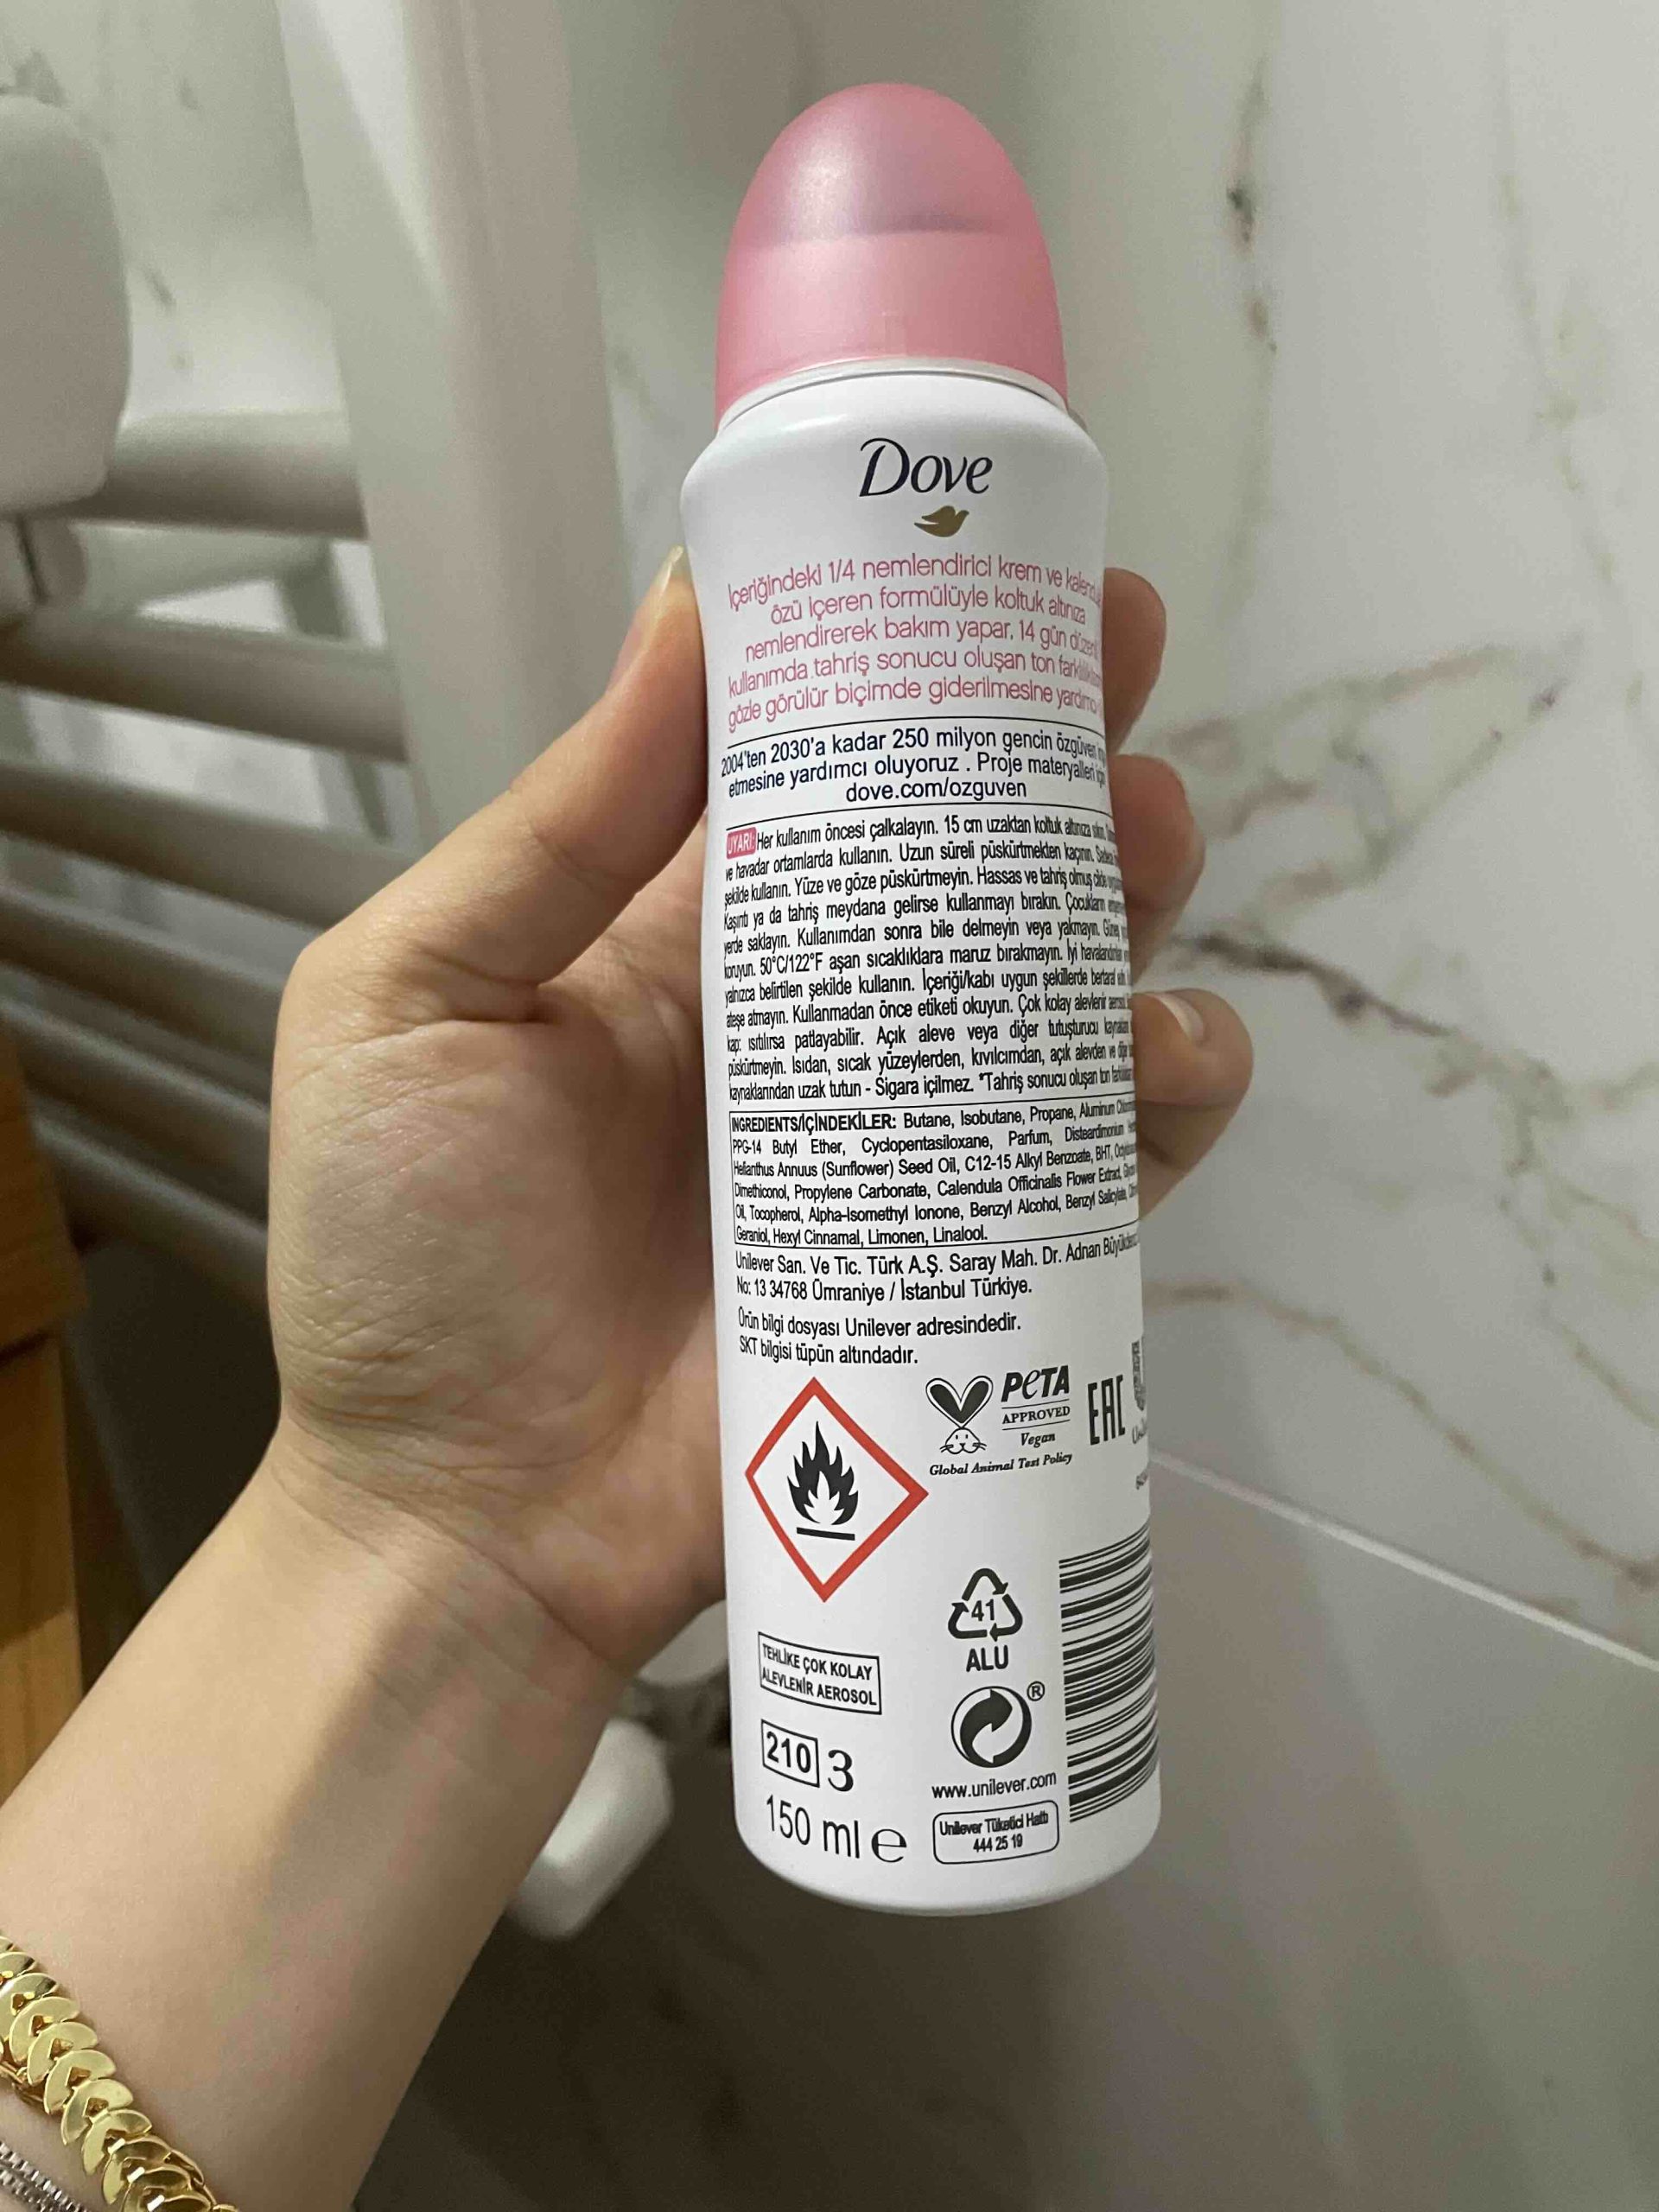 Dove
İçeriğindeki 1/4 nemlendirici krem ve
özü içeren formülüyle koltuk altınıza
nemlendirerek bakım yapar, 14 gün
kullanımda tahriş sonucu oluşan ton
gözle görülür biçimde giderilmesine
2004'ten 2030'a kadar 250 milyon gencin özgüven
etmesine yardımcı oluyoruz . Proje materyalleri için
dove.com/ozguven
UYARI: Her kullanım öncesi çalkalayın. 15 cm uzaktan koltuk altınıza sıkın.
ve havadar ortamlarda kullanın. Uzun süreli püskürtmekten kaçının.
şekilde kullanın. Yüze ve göze püskürtmeyin. Hassas ve tahriş olmuş cilde
Kaşıntı ya da tahriş meydana gelirse kullanmayı bırakın. Çocukların
yerde saklayın. Kullanımdan sonra bile delmeyin veya yakmayın.
koruyun. 50°C/122°F aşan sıcaklıklara maruz bırakmayın. İyi
yalnızca belirtilen şekilde kullanın. İçeriği/kabı uygun şekillerde bertaraf
ateşe atmayın. Kullanmadan önce etiketi okuyun. Çok kolay alevlenir
kap: ısıtılırsa patlayabilir. Açık aleve veya diğer tutuşturucu
püskürtmeyin. Isıdan, sıcak yüzeylerden, kıvılcımdan, açık alevden ve
kaynaklarından uzak tutun - Sigara içilmez. *Tahriş sonucu oluşan ton
INGREDIENTS/İÇİNDEKİLER: Butane, Isobutane, Propane, Aluminum
PPG-14 Butyl Ether, Cyclopentasiloxane, Parfum, Disteardimonium
Helianthus Annuus (Sunflower) Seed Oil, C12-15 Alkyl Benzoate, BHT,
Dimethiconol, Propylene Carbonate, Calendula Officinalis Flower Extract,
Oil, Tocopherol, Alpha-Isomethyl Ionone, Benzyl Alcohol, Benzyl Salicylate,
Geraniol, Hexyl Cinnamal, Limonen, Linalool.
Unilever San. Ve Tic. Türk A.Ş. Saray Mah. Dr. Adnan
No: 13 34768 Ümraniye / İstanbul Türkiye.
Ürün bilgi dosyası Unilever adresindedir.
SKT bilgisi tüpün altındadır.
PETA
APPROVED
Vegan
Global Animal Test Policy
EAC
41
ALU
TEHLİKE ÇOK KOLAY
ALEVLENİR AEROSOL
®
210 3
www.unilever.com
150 ml e
Unilever Tüketici Hattı
444 25 19